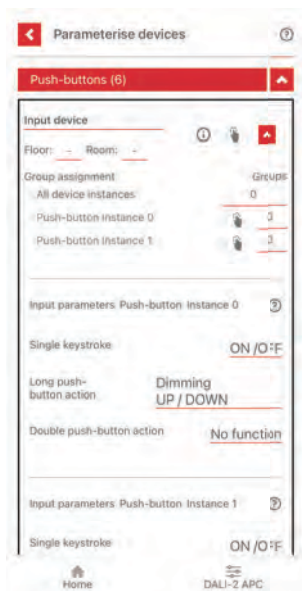 Parameterise devices
Push-buttons (6)
Input device
Floor: - Room: -
Group assignment Groups
All device instances 0
Push-button Instance 0
Push-button Instance 1
Input parameters Push-button Instance 0
Single keystroke ON /OFF
Long push-
button action
Dimming
UP / DOWN
Double push-button action No function
Input parameters Push-button Instance 1
Single keystroke ON /OFF
Home DALI-2 APC